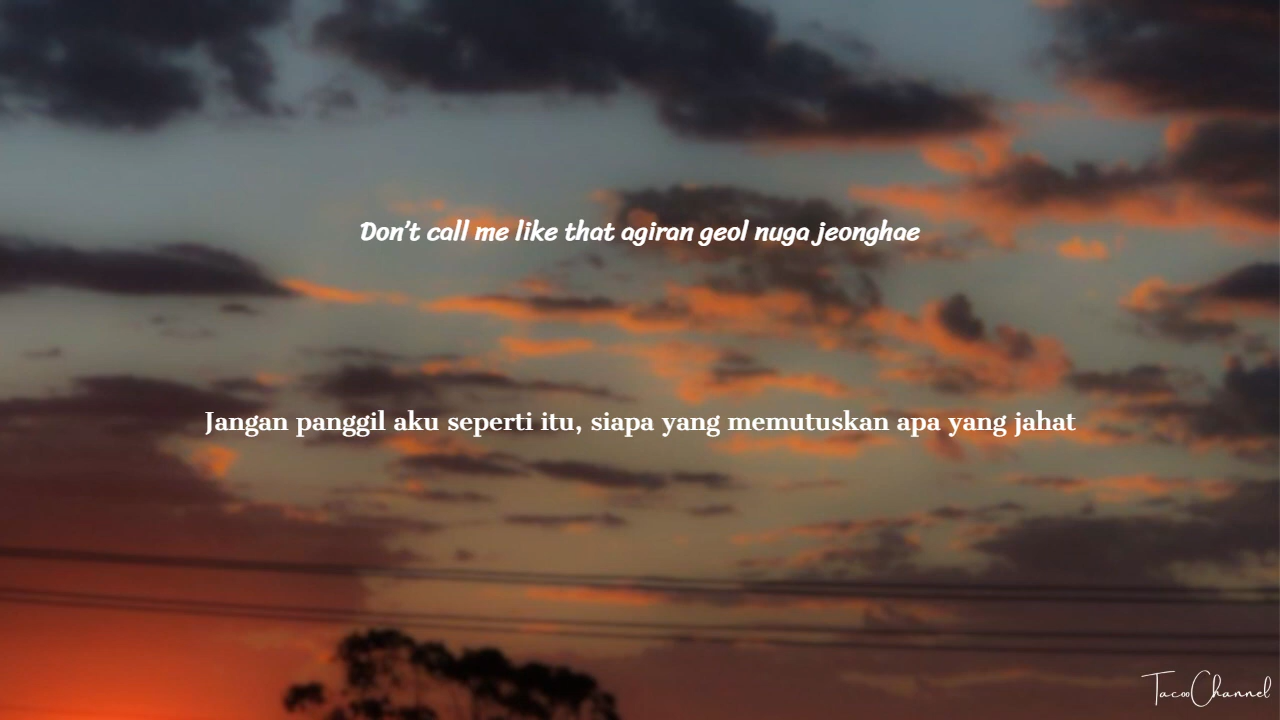 Don't call me like that agiran geol nuga jeonghae
Jangan panggil aku seperti itu, siapa yang memutuskan apa yang jahat
TacooChannel